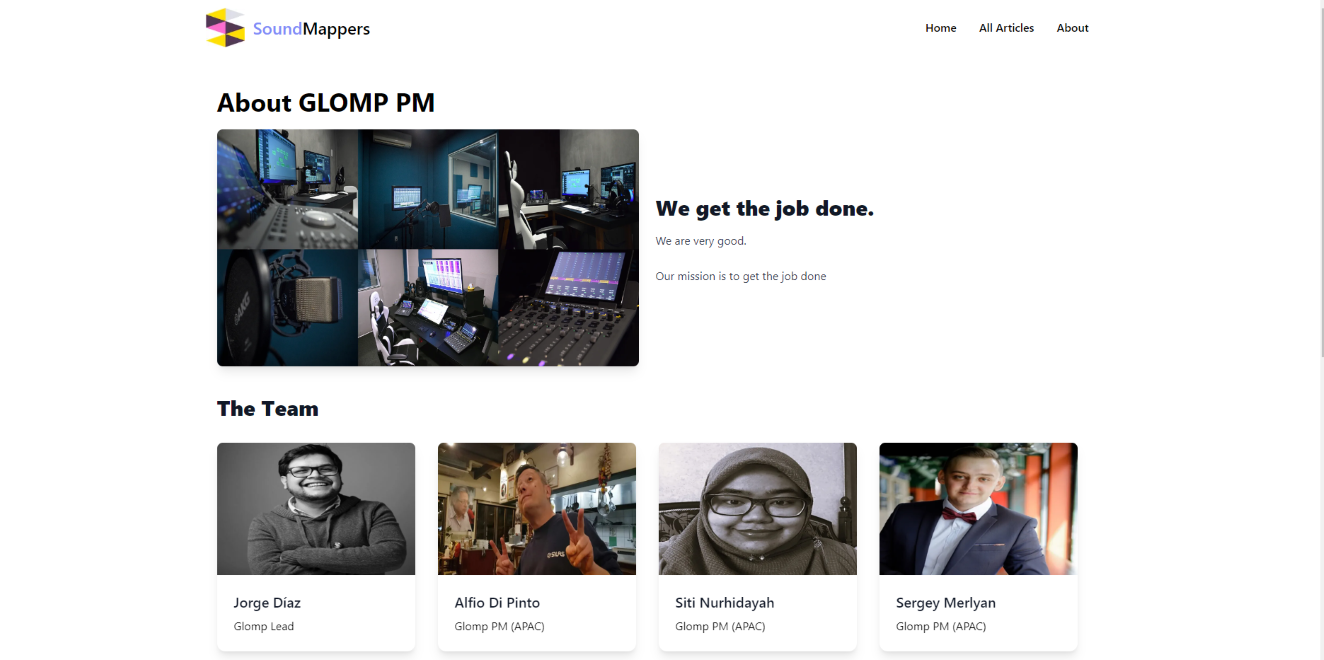 SoundMappers
Home All Articles About
About GLOMP PM
AKG
We get the job done.
We are very good.
Our mission is to get the job done
The Team
Jorge Díaz
Glomp Lead
Alfio Di Pinto
Glomp PM (APAC)
Siti Nurhidayah
Glomp PM (APAC)
Sergey Merlyan
Glomp PM (APAC)